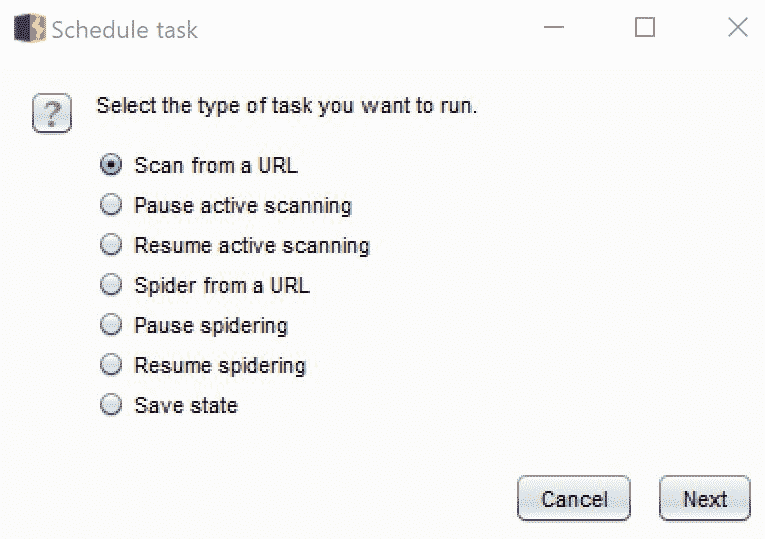 Schedule task
?
Select the type of task you want to run.
Scan from a URL
Pause active scanning
Resume active scanning
Spider from a URL
Pause spidering
Resume spidering
Save state
Cancel Next